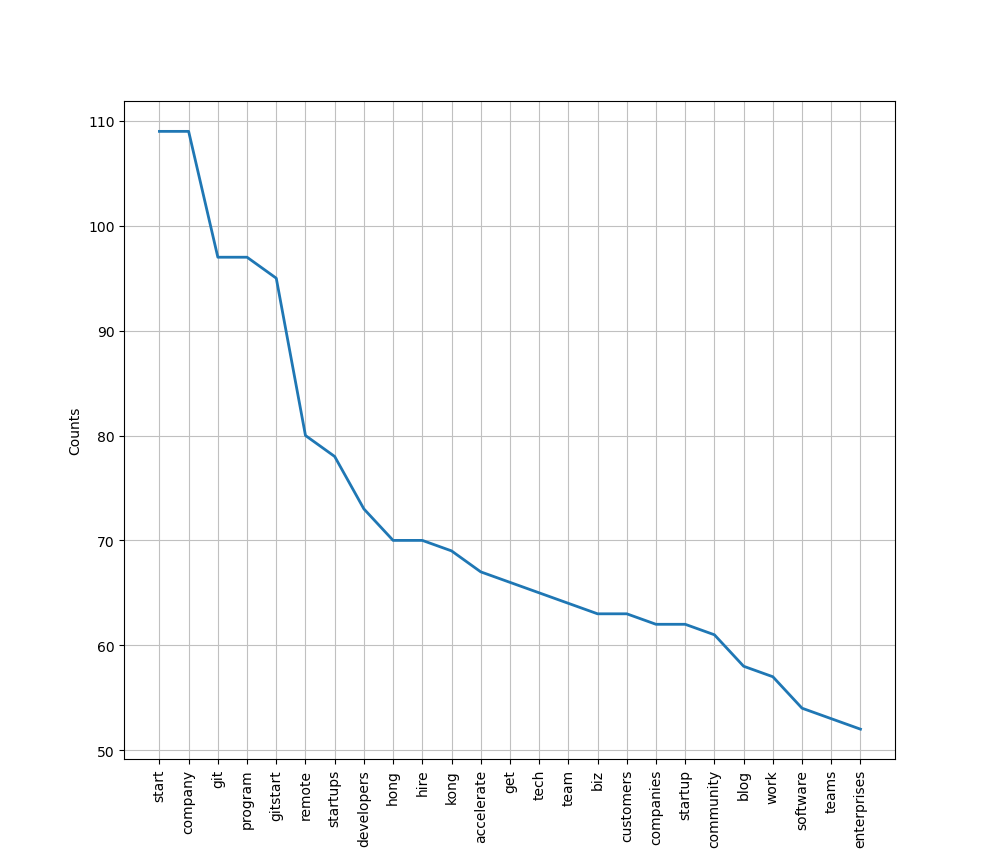 110
100
90
80
70
60
50
Counts
start
company
git
program
gitstart
remote
startups
developers
hong
hire
kong
accelerate
get
tech
team
biz
customers
companies
startup
community
blog
work
software
teams
enterprises